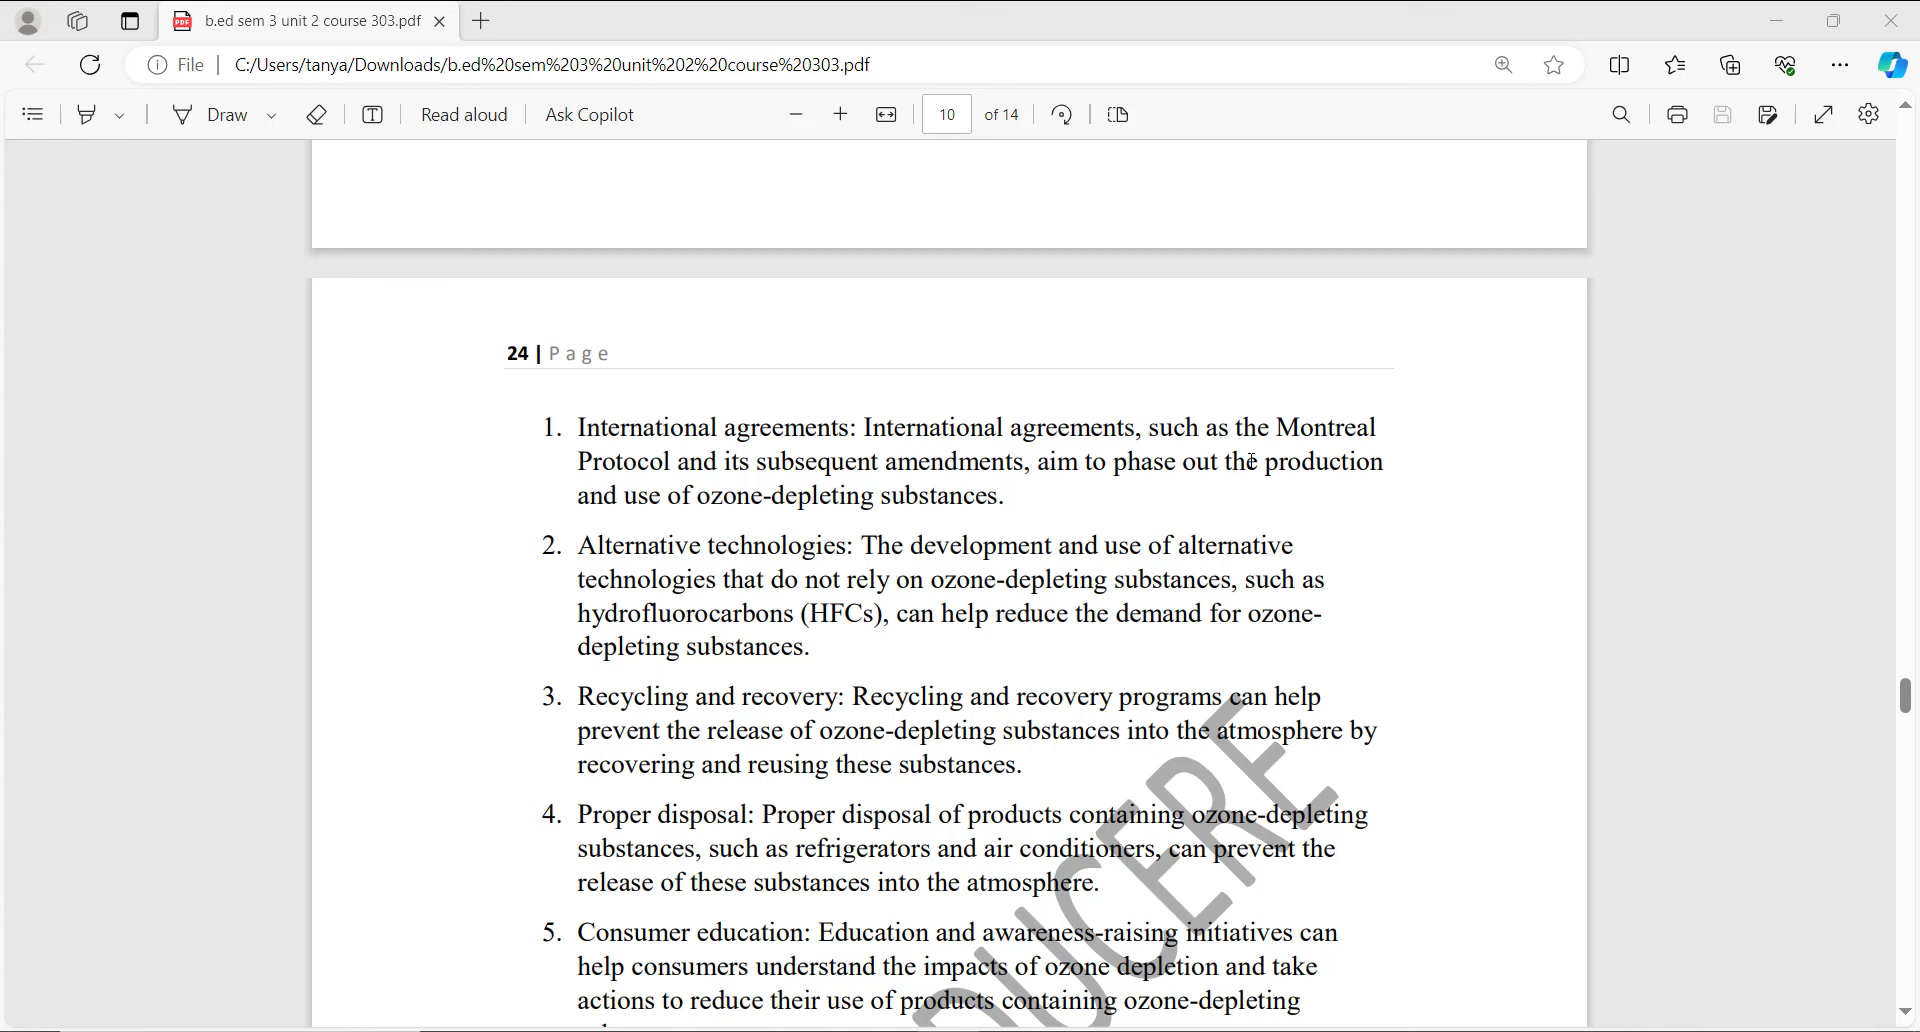 b.ed sem 3 unit 2 course 303.pdf
File | C:/Users/tanya/Downloads/b.ed%20sem%203%20unit%202%20course%20303.pdf
Draw Read aloud Ask Copilot 10 of 14
24 | Page
1. International agreements: International agreements, such as the Montreal
Protocol and its subsequent amendments, aim to phase out the production
and use of ozone-depleting substances.
2. Alternative technologies: The development and use of alternative
technologies that do not rely on ozone-depleting substances, such as
hydrofluorocarbons (HFCs), can help reduce the demand for ozone-
depleting substances.
3. Recycling and recovery: Recycling and recovery programs can help
prevent the release of ozone-depleting substances into the atmosphere by
recovering and reusing these substances.
4. Proper disposal: Proper disposal of products containing ozone-depleting
substances, such as refrigerators and air conditioners, can prevent the
release of these substances into the atmosphere.
5. Consumer education: Education and awareness-raising initiatives can
help consumers understand the impacts of ozone depletion and take
actions to reduce their use of products containing ozone-depleting
DUCERE